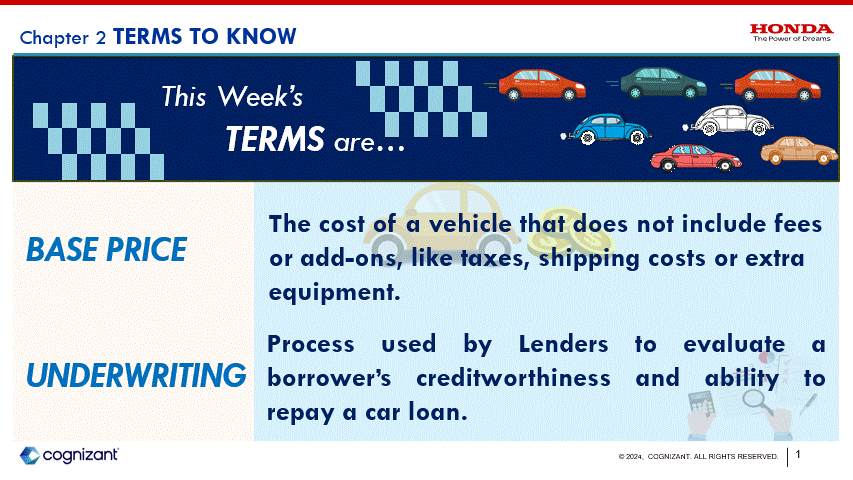 Chapter 2 TERMS TO KNOW
HONDA
The Power of Dreams
This Week's
TERMS are...
BASE PRICE
The cost of a vehicle that does not include fees
or add-ons, like taxes, shipping costs or extra
equipment.
UNDERWRITING
Process used by Lenders to evaluate a
borrower's creditworthiness and ability to
repay a car loan.
cognizant
© 2024, COGNIZANT. ALL RIGHTS RESERVED.
1